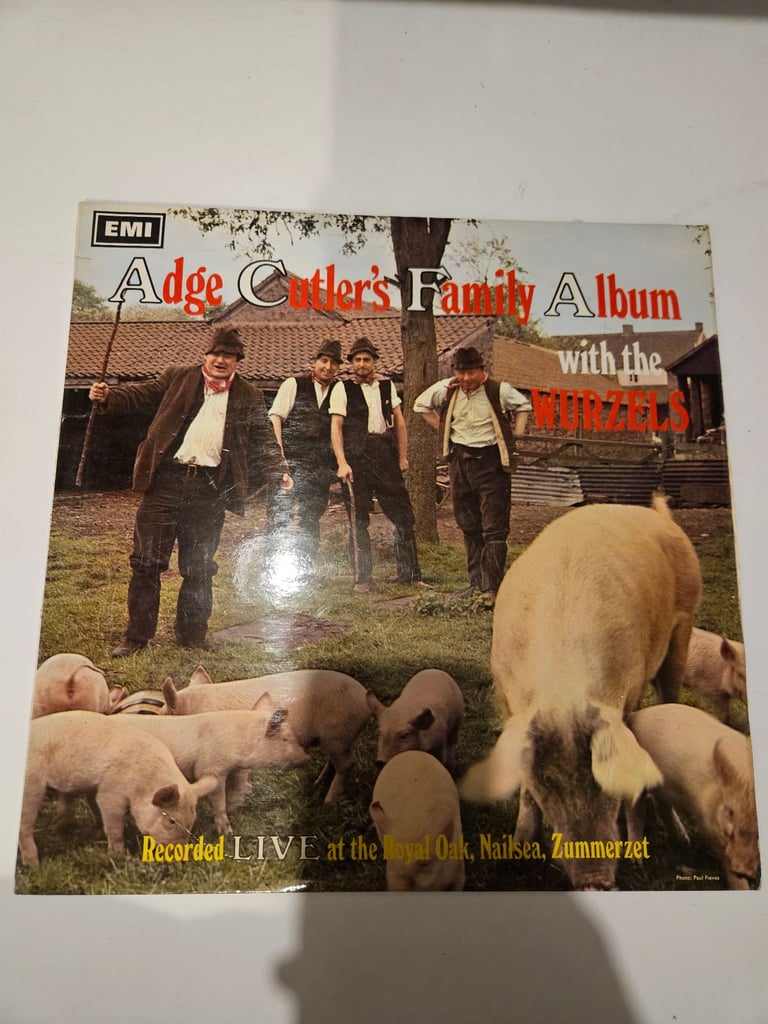 EMI
Adge Cutler's Family Album
with the
WURZELS
Recorded LIVE at the Royal Oak, Nailsea, Zummerzet
Photo: Paul Fieves